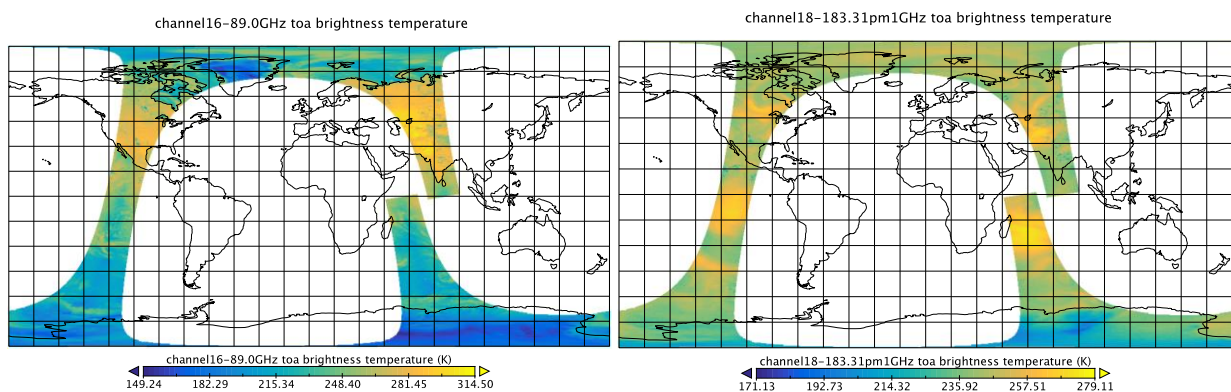 channel16-89.0GHz toa brightness temperature
channel16-89.0GHz toa brightness temperature (K)
149.24 182.29 215.34 248.40 281.45 314.50
channel18-183.31pm1GHz toa brightness temperature
channel18-183.31pm1GHz toa brightness temperature (K)
171.13 192.73 214.32 235.92 257.51 279.11